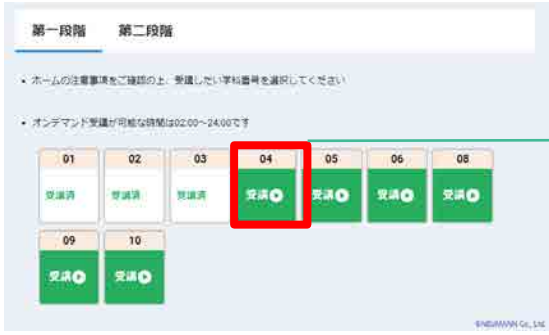 第一段階 第二段階
• ホームの注意事項をご確認の上、受講したい学科番号を選択してください
• オンデマンド受講が可能な時間は02:00～24:00です
01 02 03 04 05 06 08
受講済 受講済 受講済 受講 受講 受講 受講
09 10
受講 受講